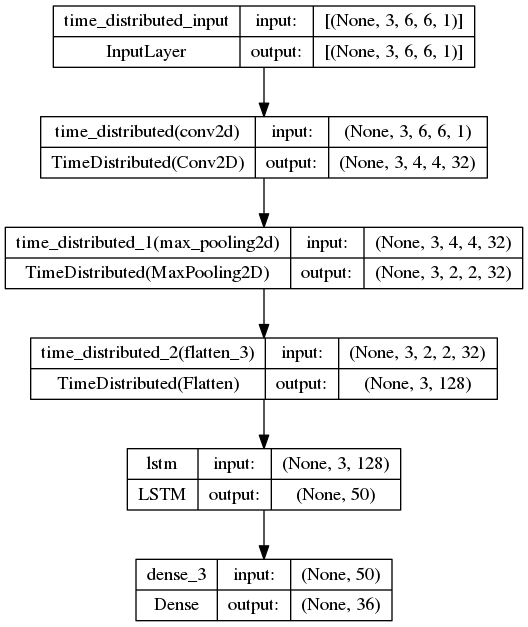 time_distributed_input input: [(None, 3, 6, 6, 1)]
InputLayer output: [(None, 3, 6, 6, 1)]
time_distributed(conv2d) input: (None, 3, 6, 6, 1)
TimeDistributed(Conv2D) output: (None, 3, 4, 4, 32)
time_distributed_1(max_pooling2d) input: (None, 3, 4, 4, 32)
TimeDistributed(MaxPooling2D) output: (None, 3, 2, 2, 32)
time_distributed_2(flatten_3) input: (None, 3, 2, 2, 32)
TimeDistributed(Flatten) output: (None, 3, 128)
lstm input: (None, 3, 128)
LSTM output: (None, 50)
dense_3 input: (None, 50)
Dense output: (None, 36)